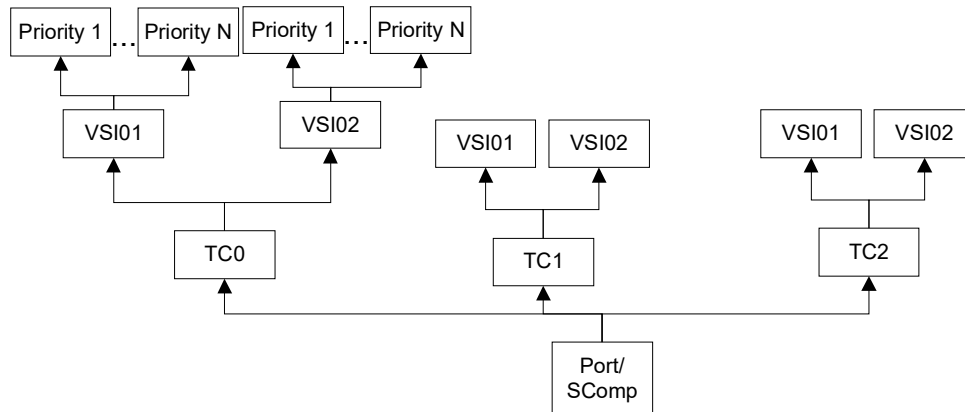 Priority 1 ... Priority N Priority 1 ... Priority N
VSI01 VSI02
VSI01 VSI02 VSI01 VSI02
TC0 TC1 TC2
Port/
SComp